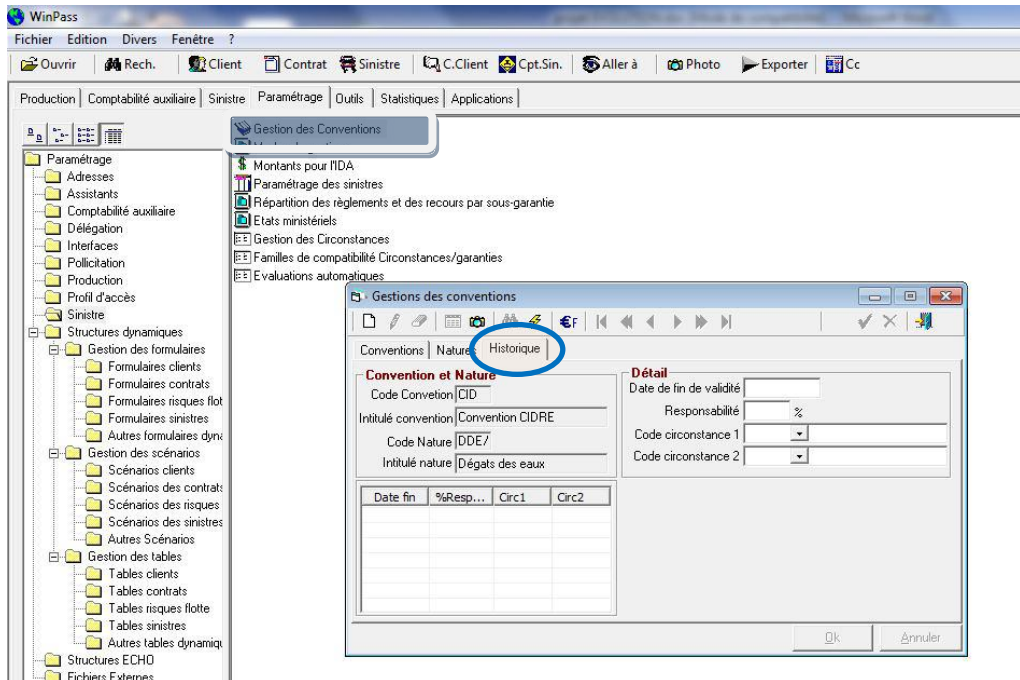 WinPass
Fichier Edition Divers Fenêtre ?
Ouvrir Rech. Client Contrat Sinistre C.Client Cpt.Sin. Aller à Photo Exporter Cc
Production Comptabilité auxiliaire Sinistre Paramétrage Outils Statistiques Applications
Gestion des Conventions
Montants pour l'IDA
Paramétrage des sinistres
Répartition des règlements et des recours par sous-garantie
Etats ministériels
Gestion des Circonstances
Familles de compatibilité Circonstances/garanties
Evaluations automatiques
Paramétrage
Adresses
Assistants
Comptabilité auxiliaire
Délégation
Interfaces
Pollicitation
Production
Profil d'accès
Sinistre
Structures dynamiques
Gestion des formulaires
Formulaires clients
Formulaires contrats
Formulaires risques flot
Formulaires sinistres
Autres formulaires dyna
Gestion des scénarios
Scénarios clients
Scénarios des contrats
Scénarios des risques
Scénarios des sinistres
Autres Scénarios
Gestion des tables
Tables clients
Tables contrats
Tables risques flotte
Tables sinistres
Autres tables dynamiqu
Structures ECHO
Fichiers Externes
Gestions des conventions
€F
Conventions Natures Historique
Convention et Nature
Code Convetion CID
Intitulé convention Convention CIDRE
Code Nature DDE/
Intitulé nature Dégats des eaux
Date fin %Resp... Circ1 Circ2
Détail
Date de fin de validité
Responsabilité %
Code circonstance 1
Code circonstance 2
Ok Annuler